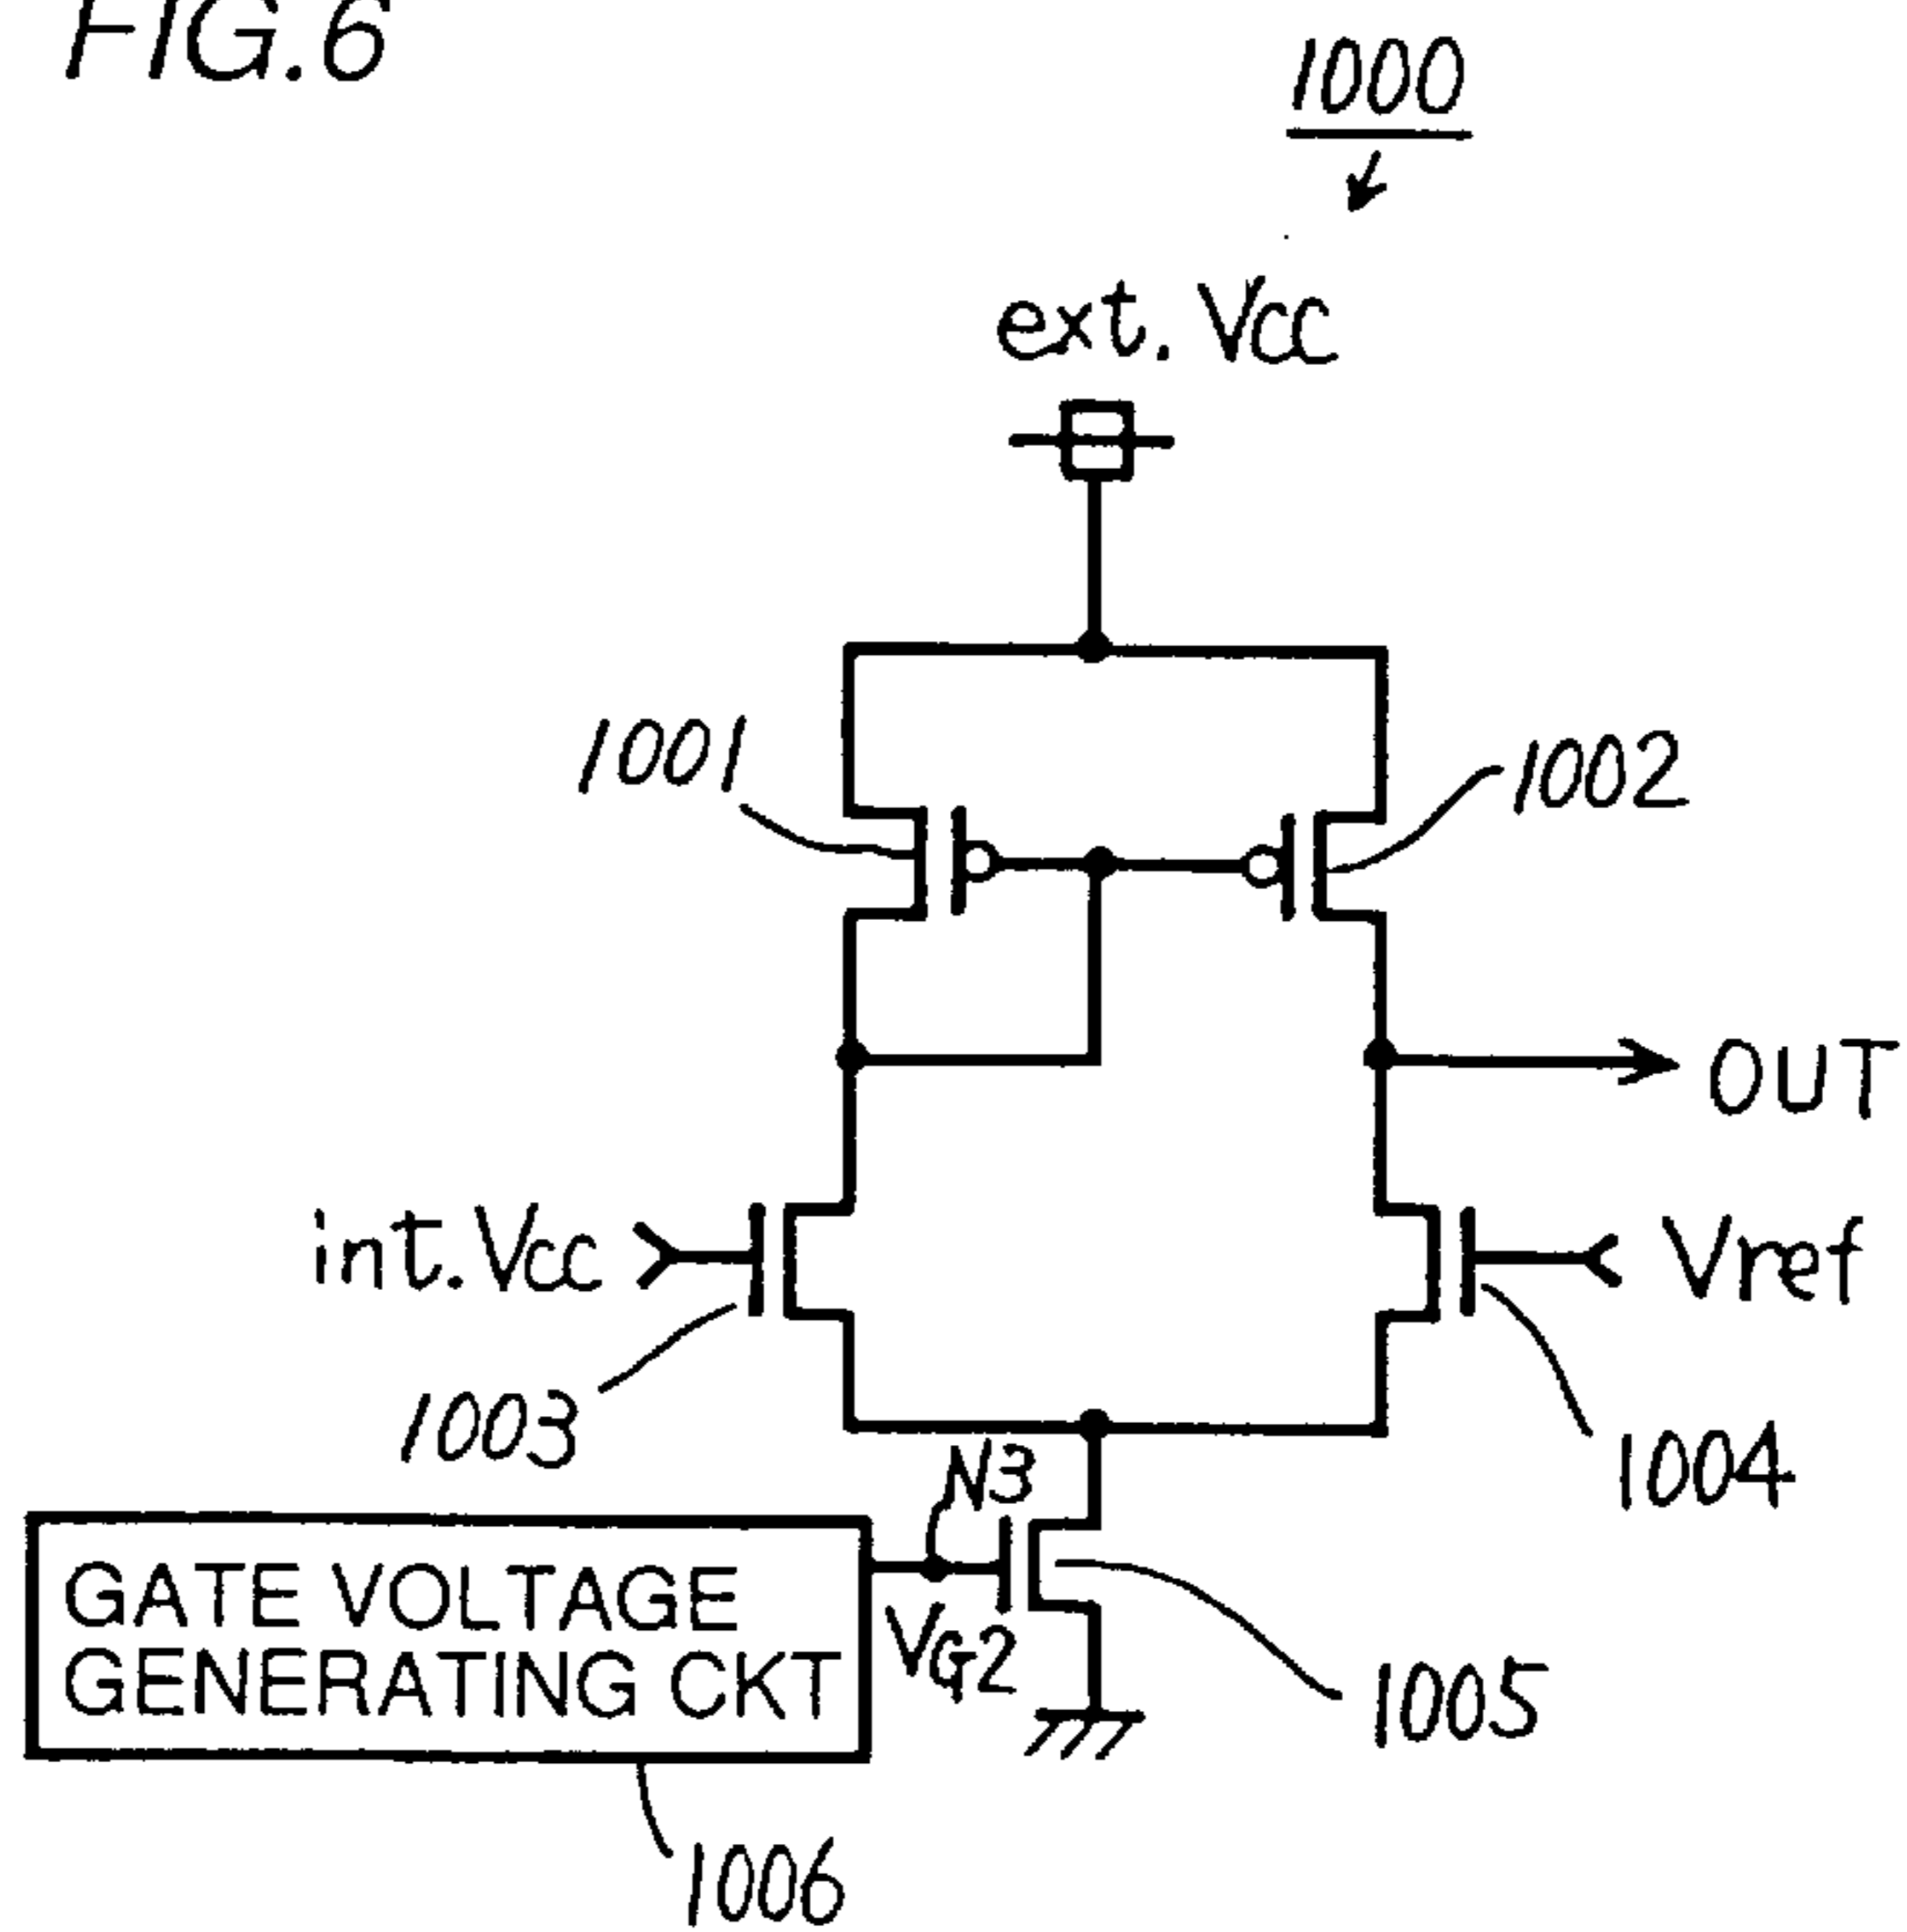 FIG.6
1000
ext. Vcc
1001
1002
OUT
int.Vcc
Vref
1003
1004
N3
GATE VOLTAGE
GENERATING CKT
VG2
1005
1006